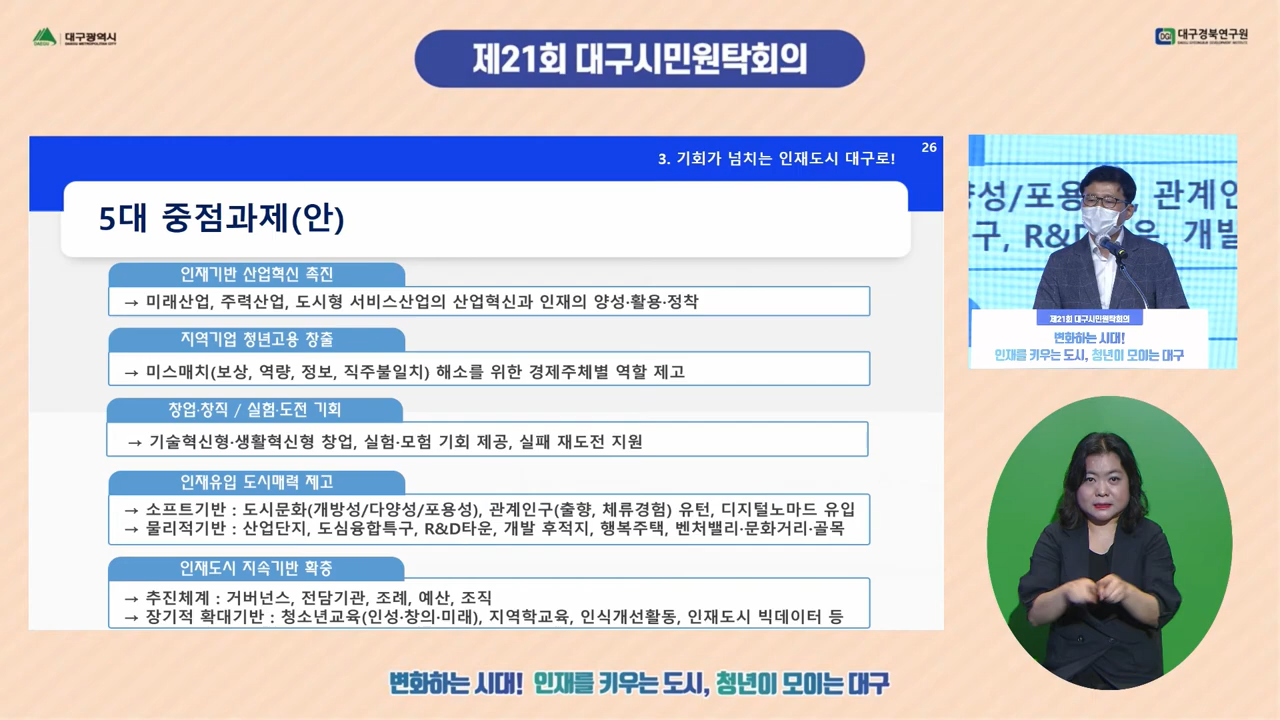 대구광역시
DAEGU METROPOLITAN CITY
제21회 대구시민원탁회의
DGI 대구경북연구원
26
3. 기회가 넘치는 인재도시 대구로!
5대 중점과제(안)
인재기반 산업혁신 촉진
→ 미래산업, 주력산업, 도시형 서비스산업의 산업혁신과 인재의 양성·활용·정착
지역기업 청년고용 창출
→ 미스매치(보상, 역량, 정보, 직주불일치) 해소를 위한 경제주체별 역할 제고
창업·창직 / 실험·도전 기회
→ 기술혁신형·생활혁신형 창업, 실험·모험 기회 제공, 실패 재도전 지원
인재유입 도시매력 제고
→ 소프트기반 : 도시문화(개방성/다양성/포용성), 관계인구(출향, 체류경험) 유턴, 디지털노마드 유입
→ 물리적기반 : 산업단지, 도심융합특구, R&D타운, 개발 후적지, 행복주택, 벤처밸리·문화거리·골목
인재도시 지속기반 확충
→ 추진체계 : 거버넌스, 전담기관, 조례, 예산, 조직
→ 장기적 확대기반 : 청소년교육(인성·창의·미래), 지역학교육, 인식개선활동, 인재도시 빅데이터 등
양성/포용 관계인
구, R&D타운, 개발
제21회 대구시민원탁회의
변화하는 시대!
인재를 키우는 도시, 청년이 모이는 대구
변화하는 시대! 인재를 키우는 도시, 청년이 모이는 대구